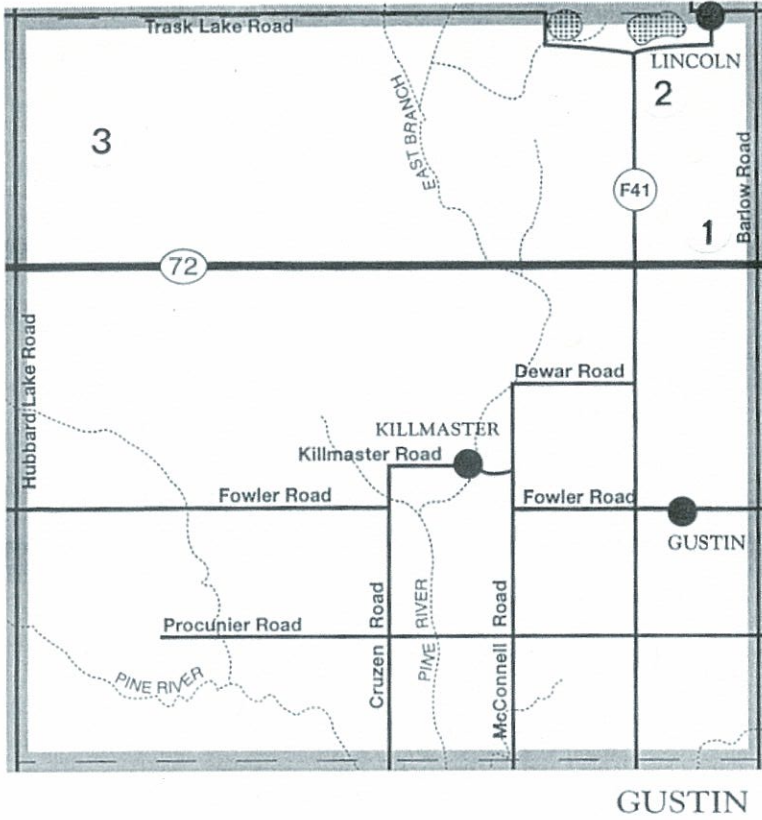 Trask Lake Road
LINCOLN
2
EAST BRANCH
3
Barlow Road
F41
1
72
Hubbard Lake Road
Dewar Road
KILLMASTER
Killmaster Road
Fowler Road
Fowler Road
GUSTIN
Cruzen Road
PINE RIVER
McConnell Road
Procunier Road
PINE RIVER
GUSTIN